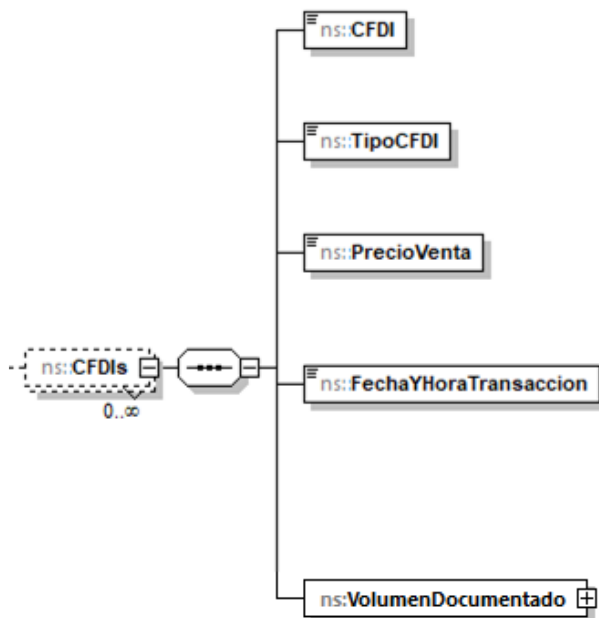 ns:CFDI
ns:TipoCFDI
ns:PrecioVenta
ns:CFDIs
0..∞
ns:FechaYHoraTransaccion
ns:VolumenDocumentado